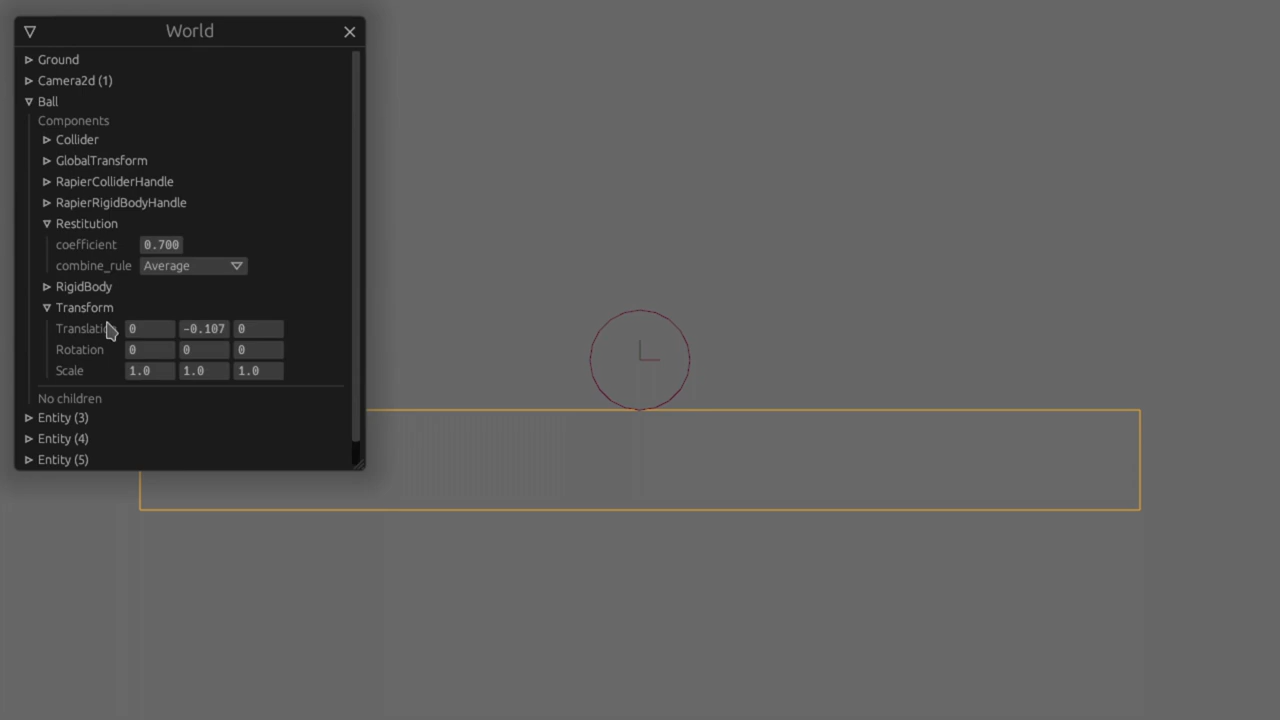 World
Ground
Camera2d (1)
Ball
Components
Collider
GlobalTransform
RapierColliderHandle
RapierRigidBodyHandle
Restitution
coefficient 0.700
combine_rule Average
RigidBody
Transform
0 -0.107 0
Rotation 0 0 0
Scale 1.0 1.0 1.0
No children
Entity (3)
Entity (4)
Entity (5)